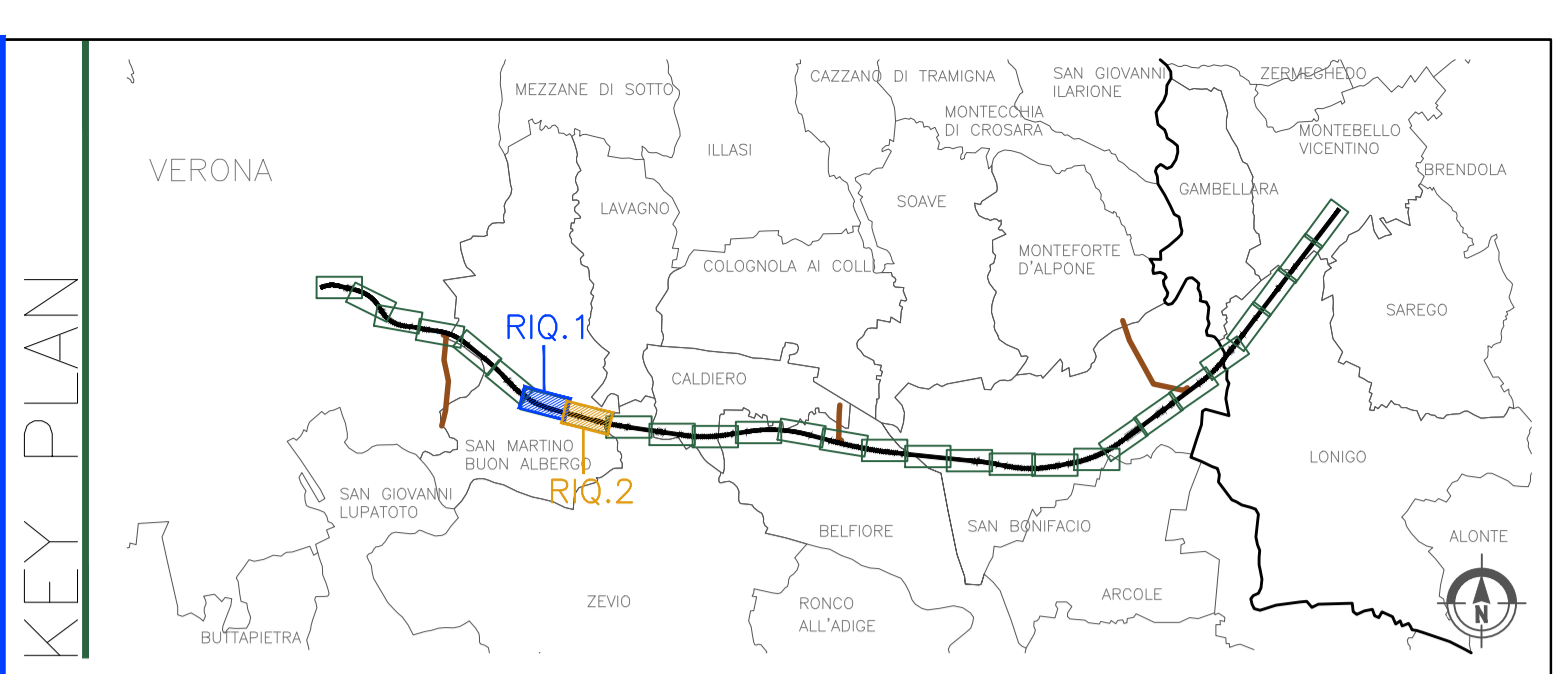 KEY PLAN
VERONA
MEZZANE DI SOTTO
CAZZANO DI TRAMIGNA
SAN GIOVANNI
ILARIONE
ZERMEGHEDO
MONTECCHIA
DI CROSARA
MONTEBELLO
VICENTINO
ILLASI
BRENDOLA
LAVAGNO
SOAVE
GAMBELLARA
COLOGNOLA AI COLLI
MONTEFORTE
D'ALPONE
SAREGO
RIQ.1
CALDIERO
SAN MARTINO
BUON ALBERGO
RIQ.2
LONIGO
SAN GIOVANNI
LUPATOTO
BELFIORE
SAN BONIFACIO
ALONTE
ZEVIO
RONCO
ALL'ADIGE
ARCOLE
N
BUTTAPIETRA